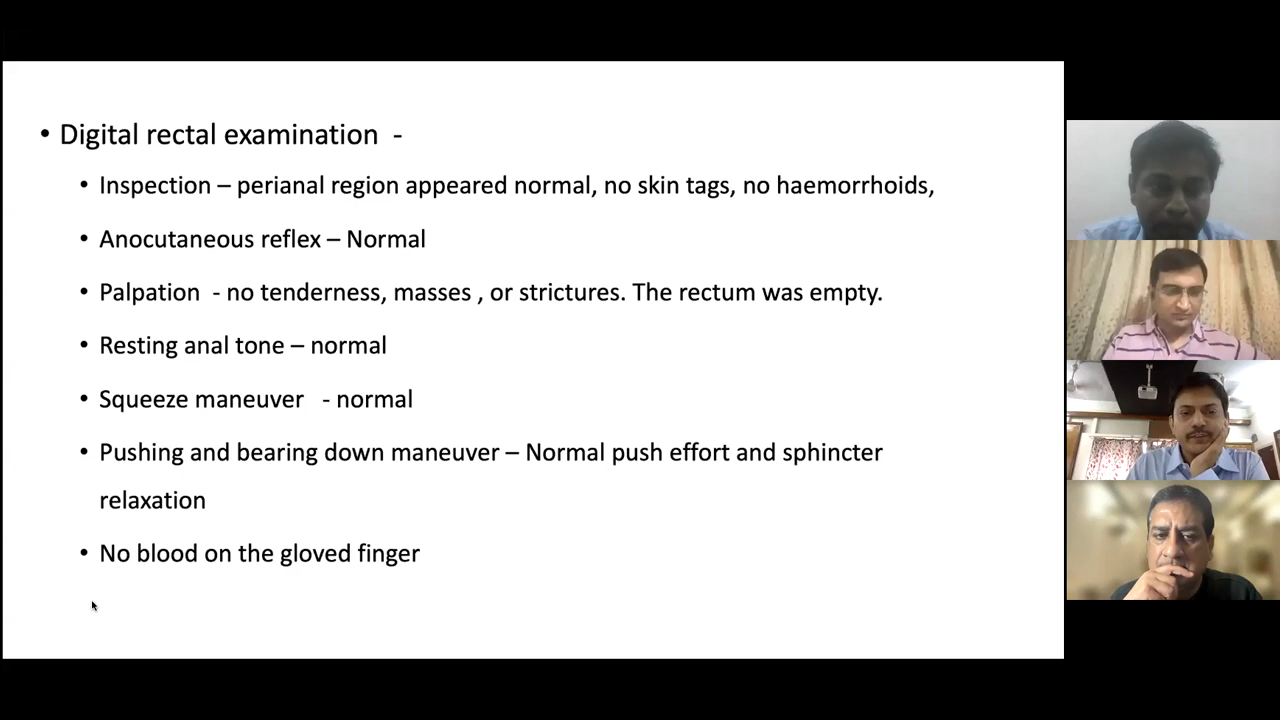 • Digital rectal examination  -
• Inspection – perianal region appeared normal, no skin tags, no haemorrhoids,
• Anocutaneous reflex – Normal
• Palpation  - no tenderness, masses , or strictures. The rectum was empty.
• Resting anal tone – normal
• Squeeze maneuver   - normal
• Pushing and bearing down maneuver – Normal push effort and sphincter
relaxation
• No blood on the gloved finger